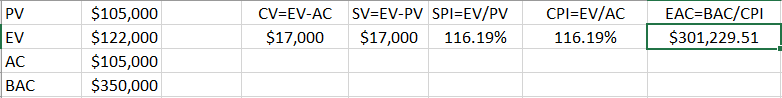 PV $105,000 CV=EV-AC SV=EV-PV SPI=EV/PV CPI=EV/AC EAC=BAC/CPI
EV $122,000 $17,000 $17,000 116.19% 116.19% $301,229.51
AC $105,000
BAC $350,000